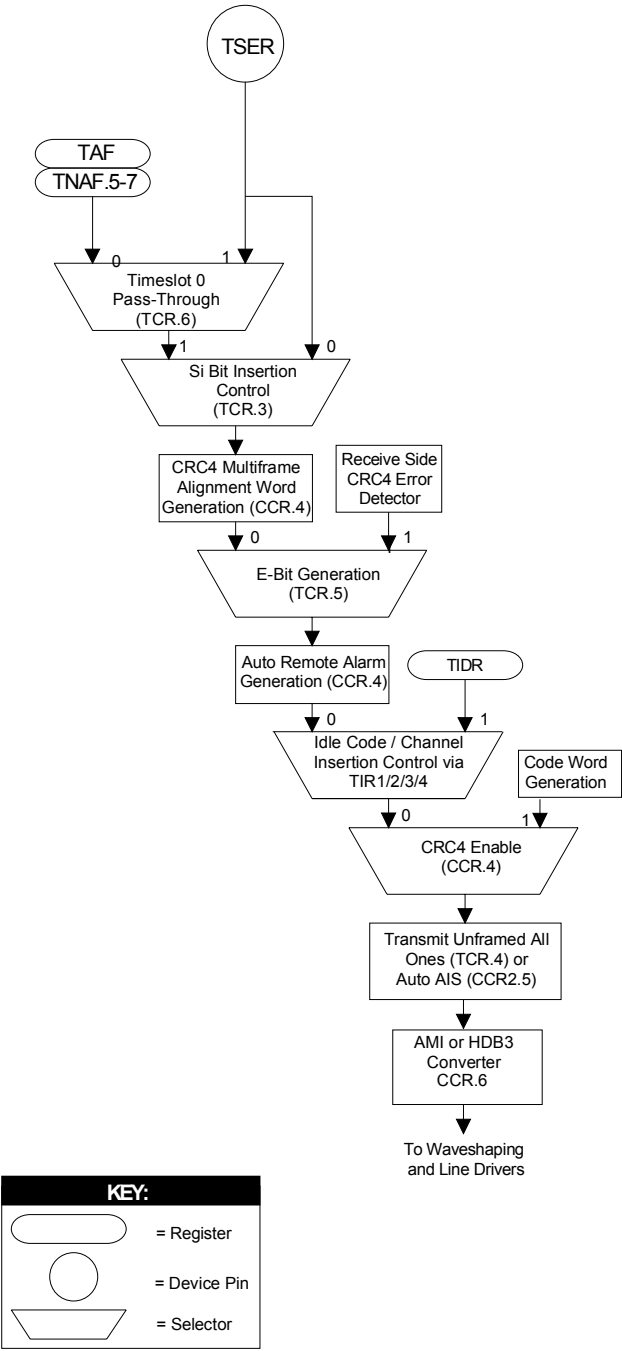 TSER
TAF
TNAF.5-7
0
1
Timeslot 0
Pass-Through
(TCR.6)
1
0
Si Bit Insertion
Control
(TCR.3)
CRC4 Multiframe
Alignment Word
Generation (CCR.4)
Receive Side
CRC4 Error
Detector
0
1
E-Bit Generation
(TCR.5)
Auto Remote Alarm
Generation (CCR.4)
TIDR
0
1
Idle Code / Channel
Insertion Control via
TIR1/2/3/4
Code Word
Generation
0
1
CRC4 Enable
(CCR.4)
Transmit Unframed All
Ones (TCR.4) or
Auto AIS (CCR2.5)
AMI or HDB3
Converter
CCR.6
To Waveshaping
and Line Drivers
KEY:
= Register
= Device Pin
= Selector